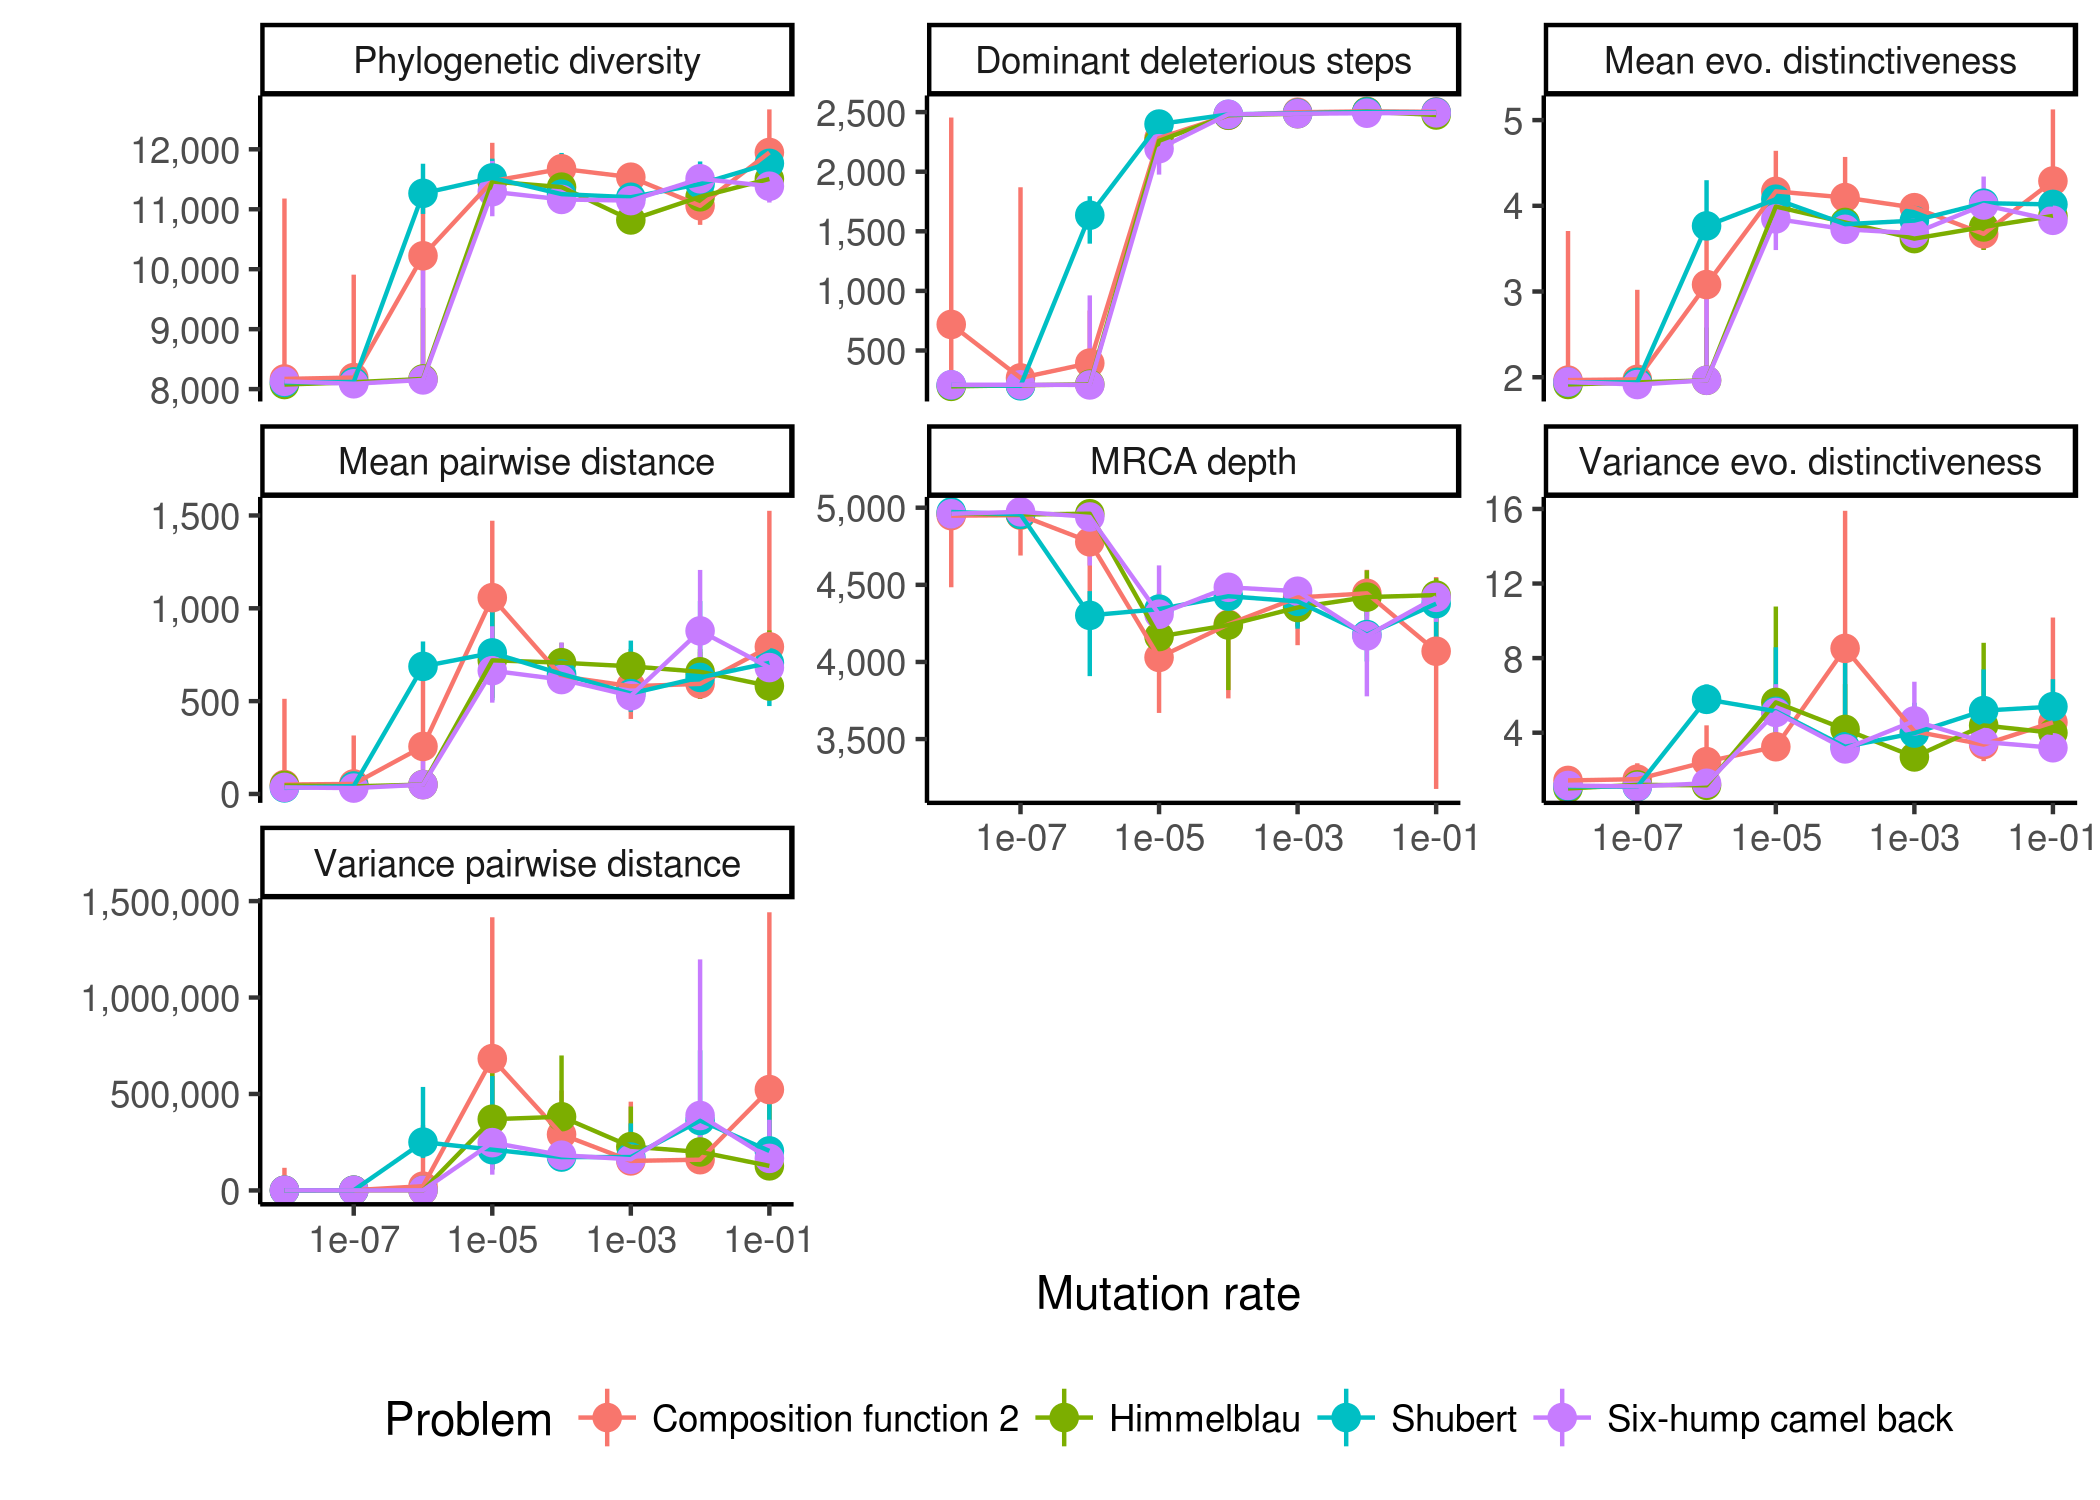 Phylogenetic diversity
Dominant deleterious steps
Mean evo. distinctiveness
12,000
11,000
10,000
9,000
8,000
2,500
2,000
1,500
1,000
500
5
4
3
2
Mean pairwise distance
MRCA depth
Variance evo. distinctiveness
1,500
1,000
500
0
5,000
4,500
4,000
3,500
16
12
8
4
1e-07 1e-05 1e-03 1e-01
1e-07 1e-05 1e-03 1e-01
Variance pairwise distance
1,500,000
1,000,000
500,000
0
1e-07 1e-05 1e-03 1e-01
Mutation rate
Problem Composition function 2 Himmelblau Shubert Six-hump camel back